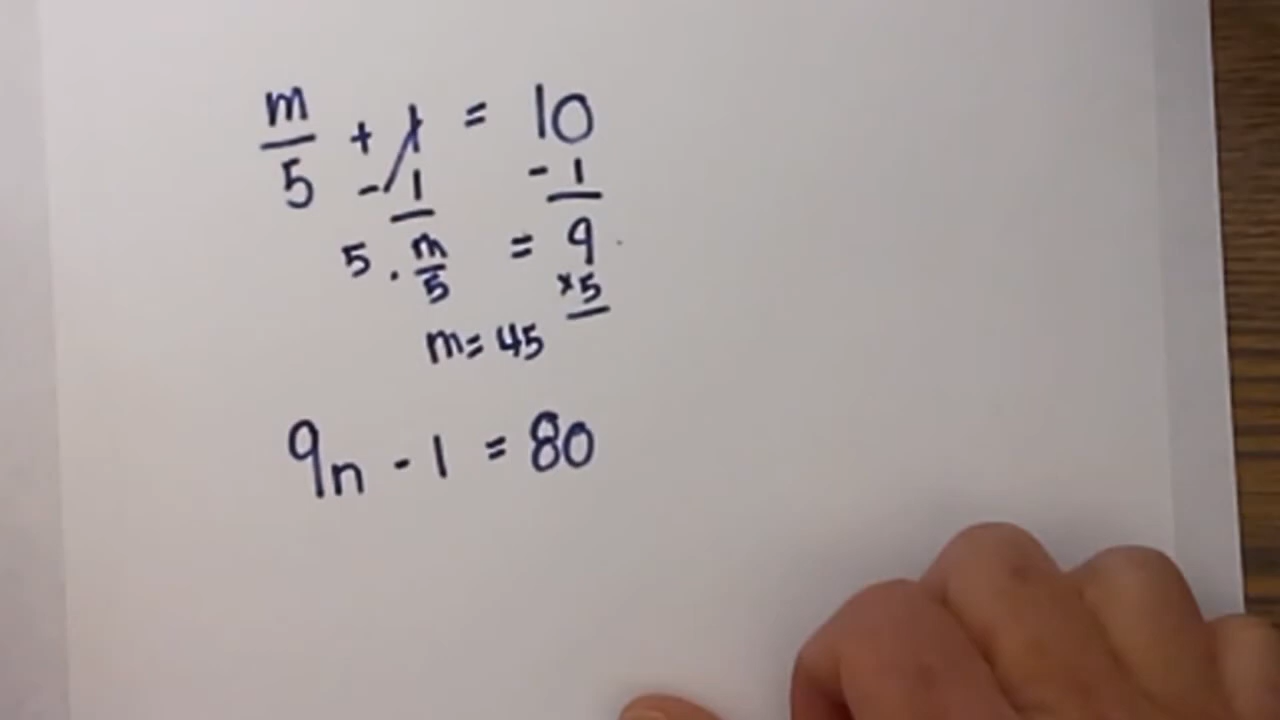 m/5 + 1 = 10
- 1 - 1
5 · m/5 = 9
×5
m = 45
9n - 1 = 80